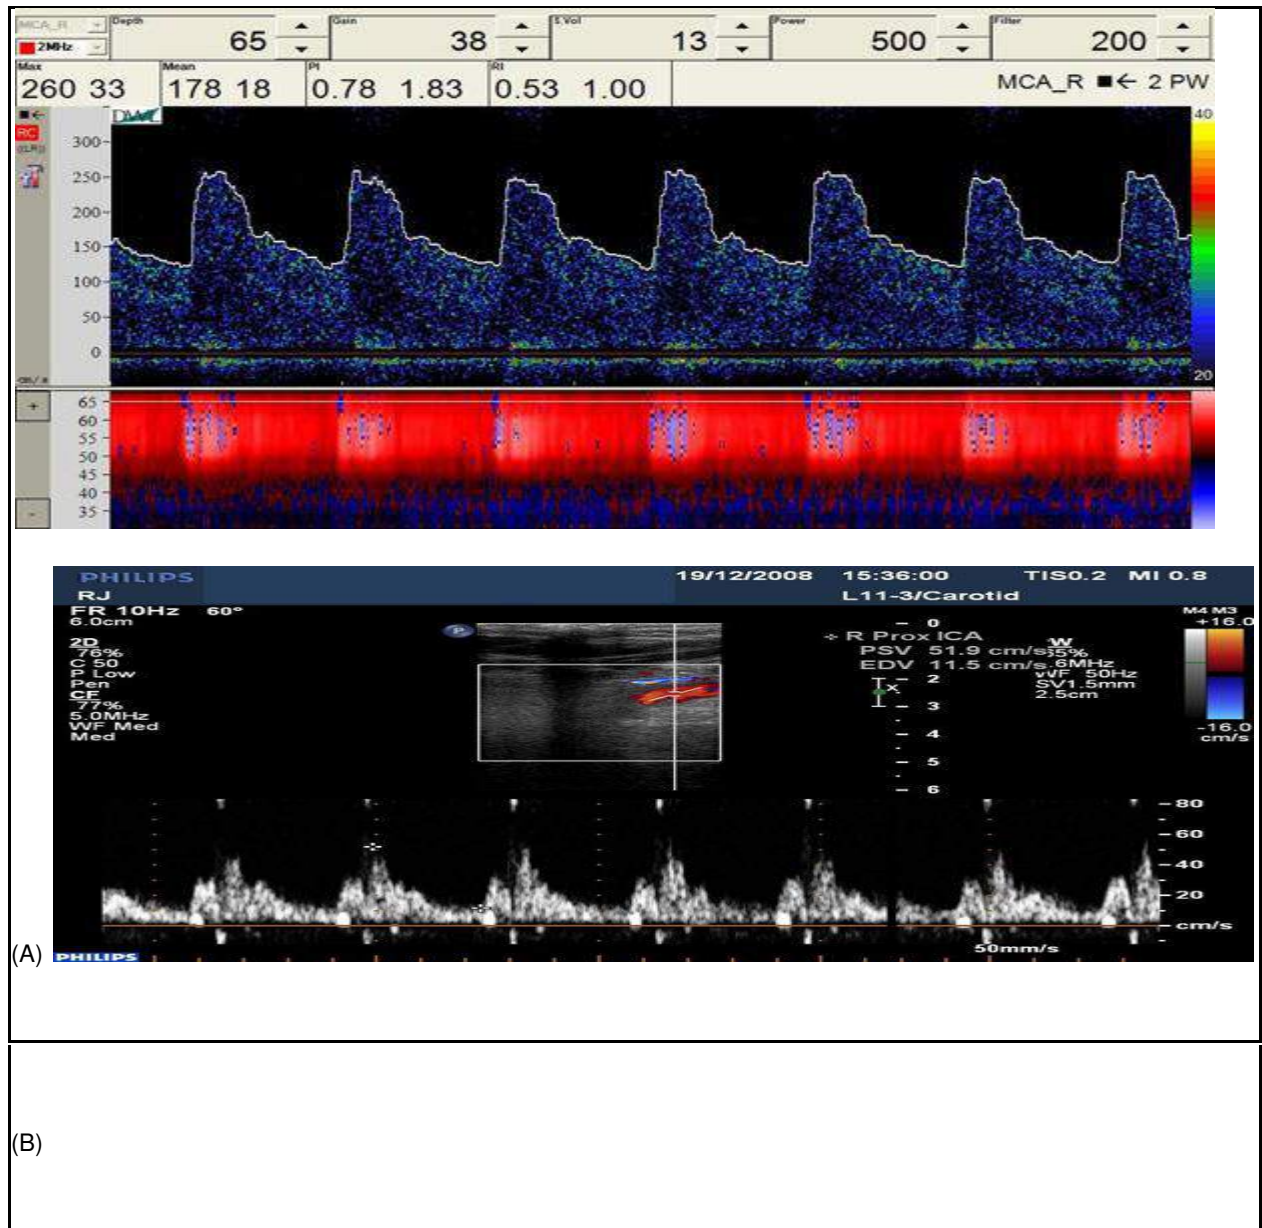 MCA_R Depth Gain S.Vol Power Filter
2MHz 65 38 13 500 200
Max Mean PI RI
260 33 178 18 0.78 1.83 0.53 1.00 MCA_R ■← 2 PW
DWL 40
RC
300
250
200
150
100
50
0
20
+ 65
60
55
50
45
40
- 35
PHILIPS 19/12/2008 15:36:00 TIS0.2 MI 0.8
RJ L11-3/Carotid
FR 10Hz 60°
6.0cm
2D
76%
C 50
P Low
Pen
CF
77%
5.0MHz
WF Med
Med
P
R Prox ICA
PSV 51.9 cm/s
EDV 11.5 cm/s
WF 50Hz
SV1.5mm
2.5cm
0
2
3
4
5
6
M4 M3
+16.0
-16.0
cm/s
80
60
40
20
cm/s
50mm/s
(A) PHILIPS
(B)